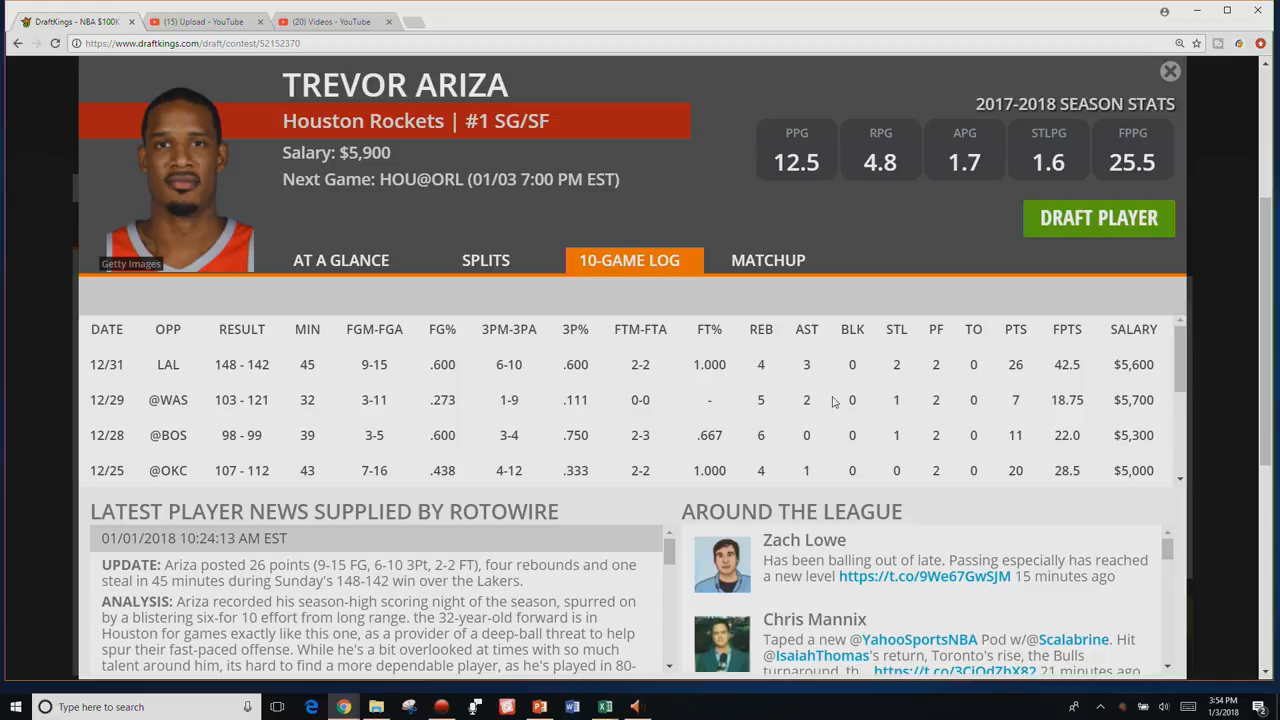 DraftKings - NBA $100K
(15) Upload - YouTube
(20) Videos - YouTube
https://www.draftkings.com/draft/contest/52152370
TREVOR ARIZA
Houston Rockets | #1 SG/SF
Salary: $5,900
Next Game: HOU@ORL (01/03 7:00 PM EST)
Getty Images
2017-2018 SEASON STATS
PPG RPG APG STLPG FPPG
12.5 4.8 1.7 1.6 25.5
DRAFT PLAYER
AT A GLANCE SPLITS 10-GAME LOG MATCHUP
DATE OPP RESULT MIN FGM-FGA FG% 3PM-3PA 3P% FTM-FTA FT% REB AST BLK STL PF TO PTS FPTS SALARY
12/31 LAL 148 - 142 45 9-15 .600 6-10 .600 2-2 1.000 4 3 0 2 2 0 26 42.5 $5,600
12/29 @WAS 103 - 121 32 3-11 .273 1-9 .111 0-0 - 5 2 0 1 2 0 7 18.75 $5,700
12/28 @BOS 98 - 99 39 3-5 .600 3-4 .750 2-3 .667 6 0 0 1 2 0 11 22.0 $5,300
12/25 @OKC 107 - 112 43 7-16 .438 4-12 .333 2-2 1.000 4 1 0 0 2 0 20 28.5 $5,000
LATEST PLAYER NEWS SUPPLIED BY ROTOWIRE
01/01/2018 10:24:13 AM EST
UPDATE: Ariza posted 26 points (9-15 FG, 6-10 3Pt, 2-2 FT), four rebounds and one
steal in 45 minutes during Sunday's 148-142 win over the Lakers.
ANALYSIS: Ariza recorded his season-high scoring night of the season, spurred on
by a blistering six-for 10 effort from long range. the 32-year-old forward is in
Houston for games exactly like this one, as a provider of a deep-ball threat to help
spur their fast-paced offense. While he's a bit overlooked at times with so much
talent around him, its hard to find a more dependable player, as he's played in 80-
AROUND THE LEAGUE
Zach Lowe
Has been balling out of late. Passing especially has reached
a new level https://t.co/9We67GwSJM 15 minutes ago
Chris Mannix
Taped a new @YahooSportsNBA Pod w/@Scalabrine. Hit
@IsaiahThomas's return, Toronto's rise, the Bulls
turnaround, th... https://t.co/3CjOdZhX82 21 minutes ago
Type here to search
3:54 PM
1/3/2018